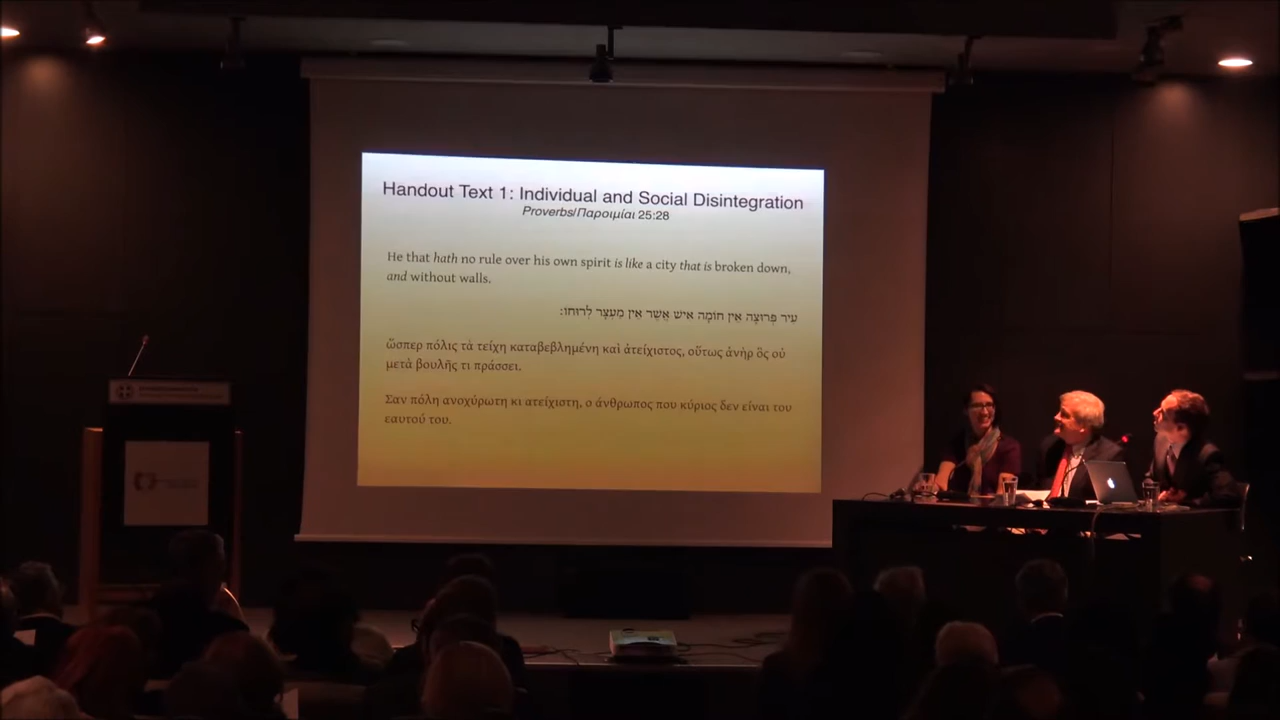 Handout Text 1: Individual and Social Disintegration
Proverbs/Παροιμίαι 25:28
He that hath no rule over his own spirit is like a city that is broken down,
and without walls.
עִיר פְּרוּצָה אֵין חוֹמָה אִישׁ אֲשֶׁר אֵין מַעְצָר לְרוּחוֹ׃
ὥσπερ πόλις τὰ τείχη καταβεβλημένη καὶ ἀτείχιστος, οὕτως ἀνὴρ ὃς οὐ
μετὰ βουλῆς τι πράσσει.
Σαν πόλη ανοχύρωτη κι ατείχιστη, ο άνθρωπος που κύριος δεν είναι του
εαυτού του.